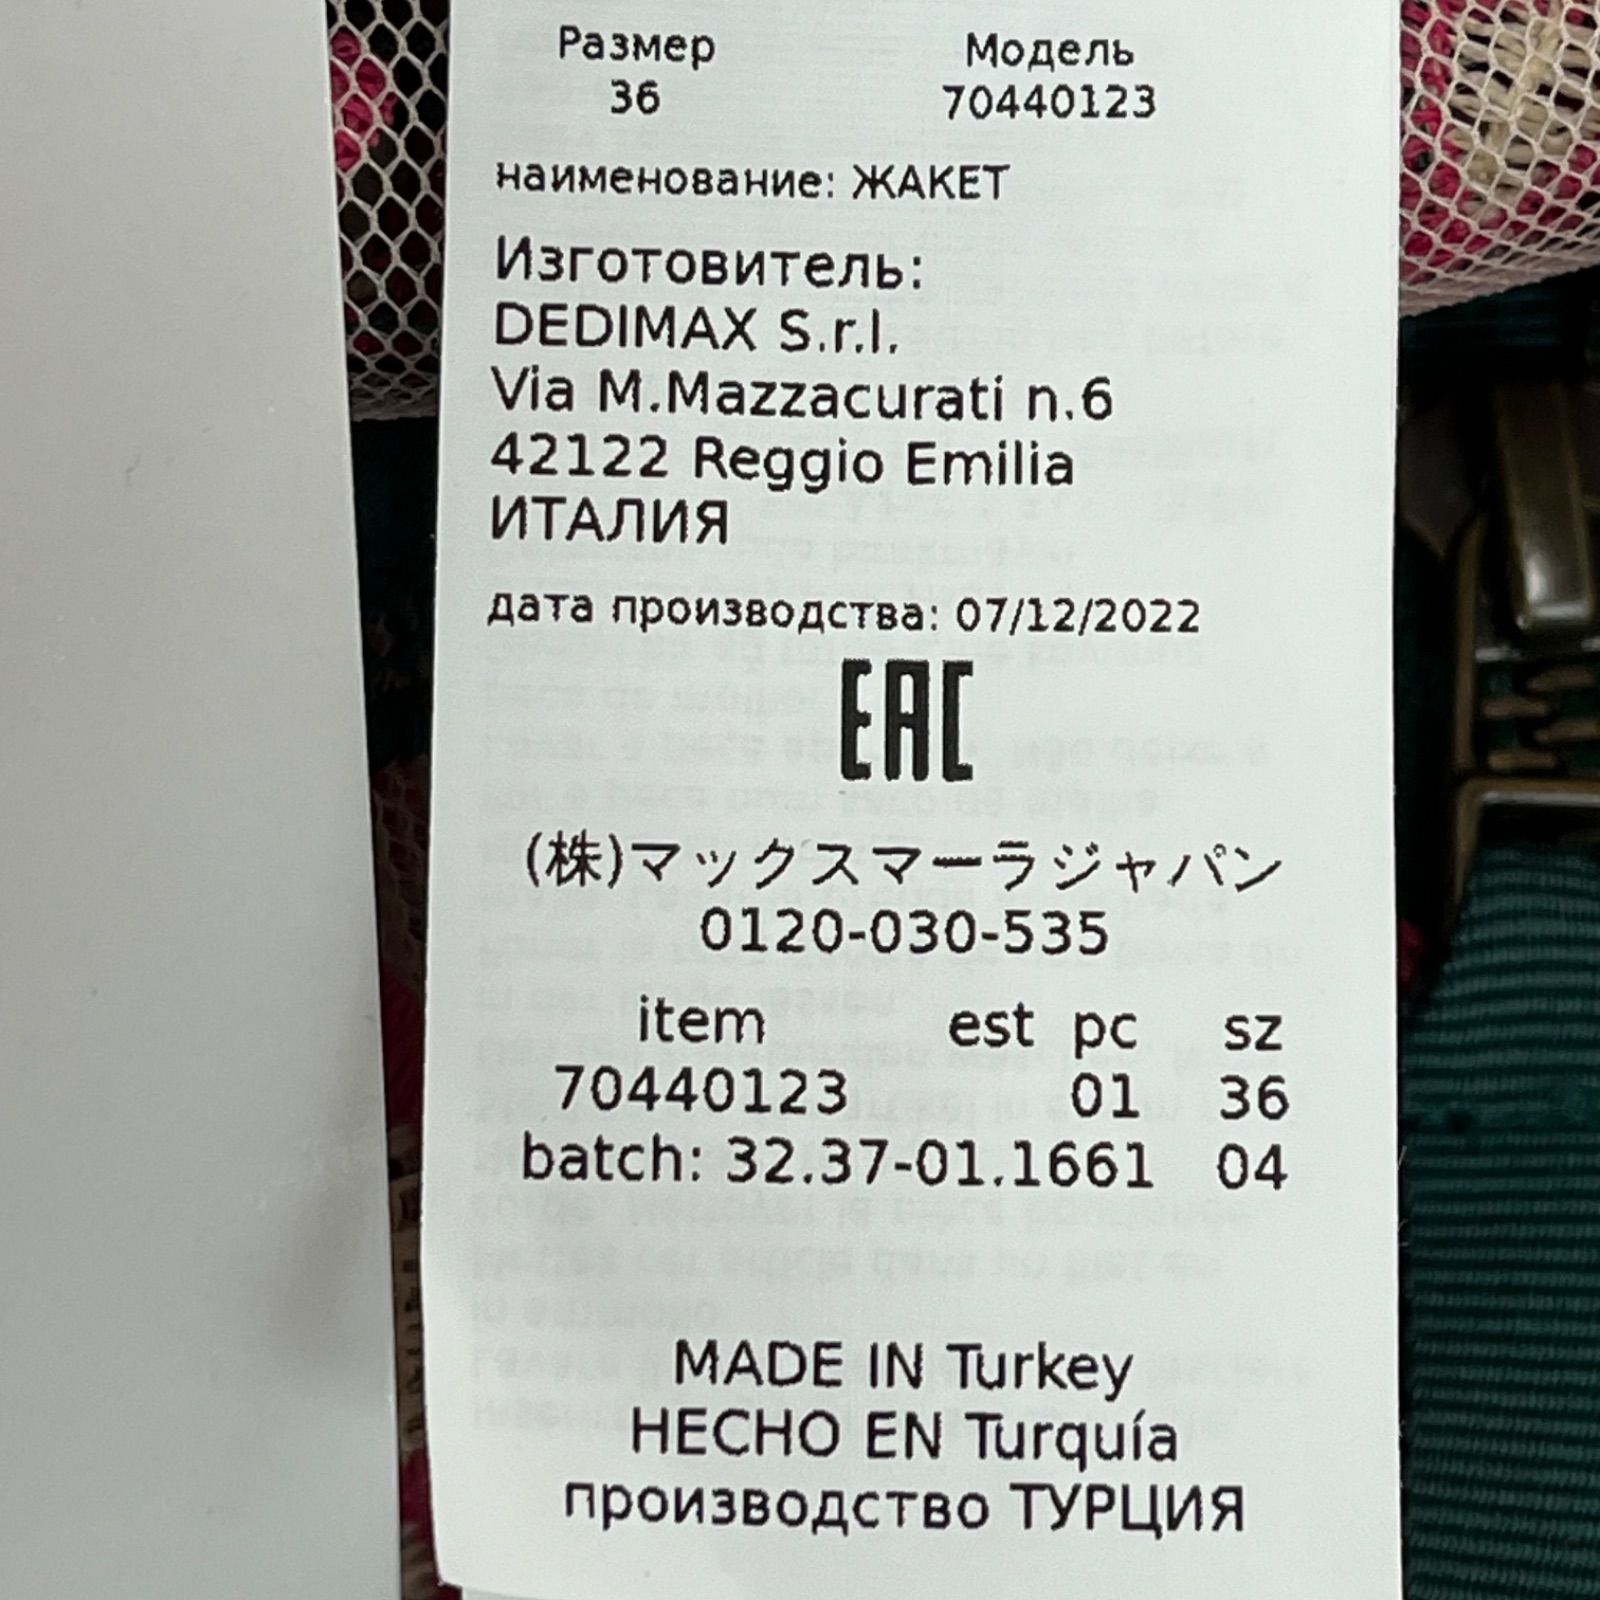 Размер Модель
36 70440123
наименование: ЖАКЕТ
Изготовитель:
DEDIMAX S.r.l.
Via M.Mazzacurati n.6
42122 Reggio Emilia
ИТАЛИЯ
дата производства: 07/12/2022
EAC
(株)マックスマーラジャパン
0120-030-535
item est pc sz
70440123 01 36
batch: 32.37-01.1661 04
MADE IN Turkey
HECHO EN Turquía
производство ТУРЦИЯ